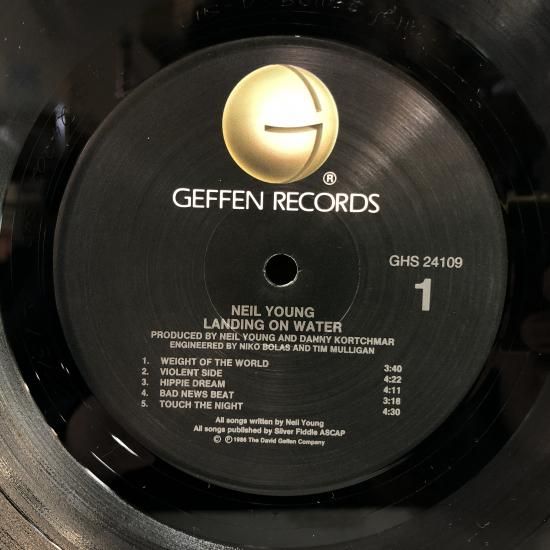 G
®
GEFFEN RECORDS
GHS 24109
1
NEIL YOUNG
LANDING ON WATER
PRODUCED BY NEIL YOUNG AND DANNY KORTCHMAR
ENGINEERED BY NIKO BOLAS AND TIM MULLIGAN
1. WEIGHT OF THE WORLD 3:40
2. VIOLENT SIDE 4:22
3. HIPPIE DREAM 4:11
4. BAD NEWS BEAT 3:18
5. TOUCH THE NIGHT 4:30
All songs written by Neil Young
All songs published by Silver Fiddle ASCAP
© ℗ 1986 The David Geffen Company